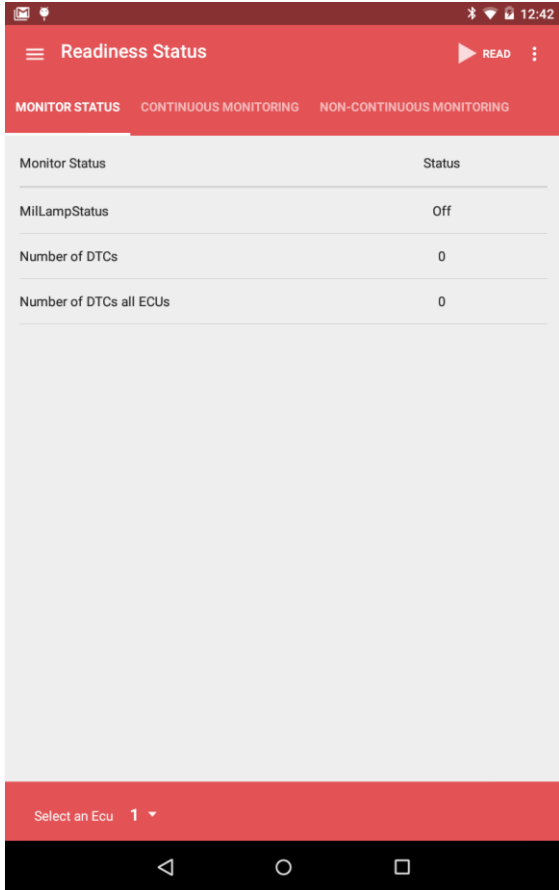 12:42
Readiness Status READ
MONITOR STATUS CONTINUOUS MONITORING NON-CONTINUOUS MONITORING
Monitor Status Status
MilLampStatus Off
Number of DTCs 0
Number of DTCs all ECUs 0
Select an Ecu 1